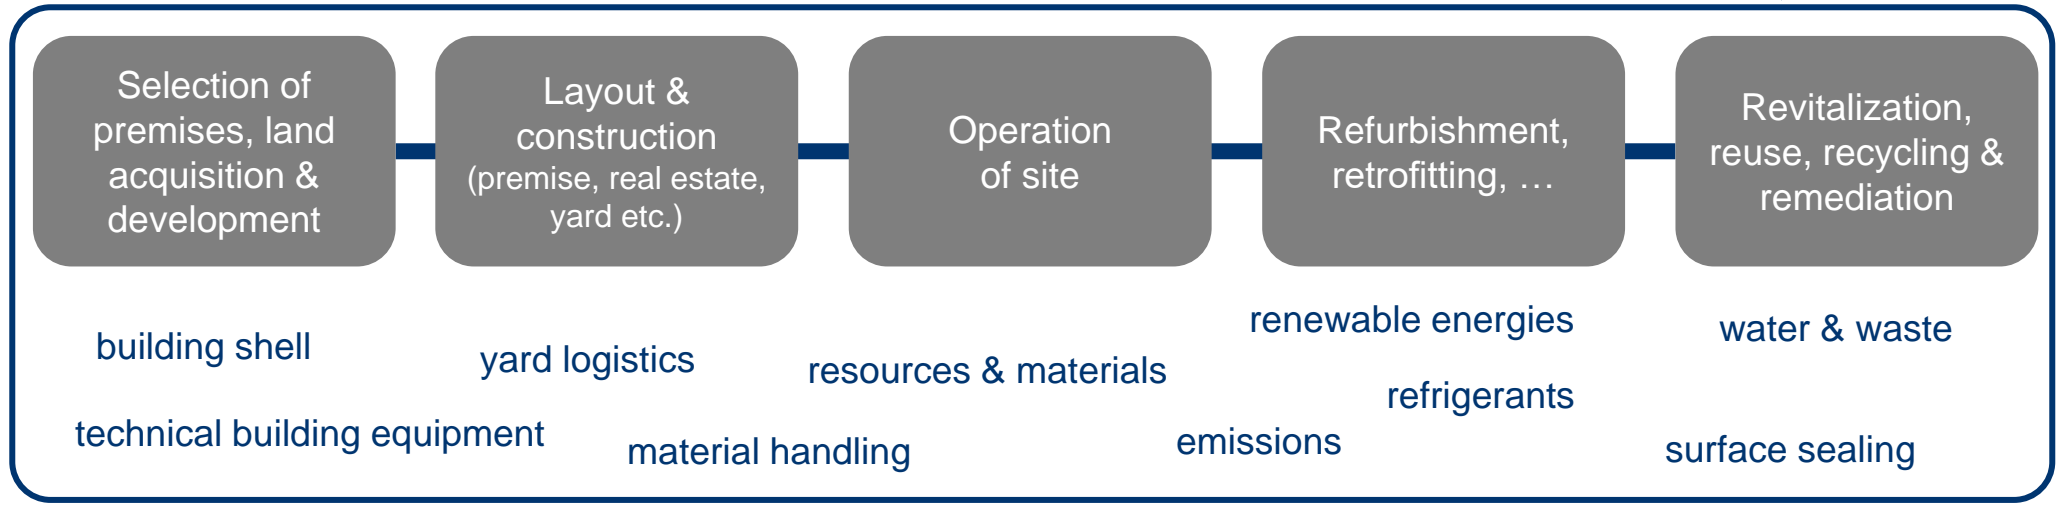 Selection of
premises, land
acquisition &
development
Layout &
construction
(premise, real estate,
yard etc.)
Operation
of site
Refurbishment,
retrofitting, …
Revitalization,
reuse, recycling &
remediation
building shell
yard logistics
resources & materials
renewable energies
water & waste
technical building equipment
material handling
emissions
refrigerants
surface sealing